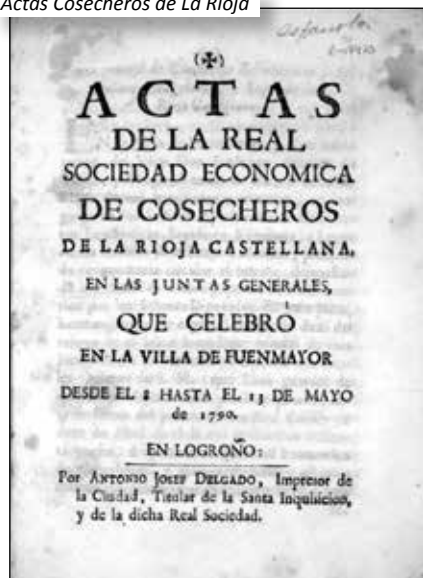 Actas Cosecheros de La Rioja
(✠)
ACTAS
DE LA REAL
SOCIEDAD ECONOMICA
DE COSECHEROS
DE LA RIOJA CASTELLANA,
EN LAS JUNTAS GENERALES,
QUE CELEBRÒ
EN LA VILLA DE FUENMAYOR
DESDE EL 8 HASTA EL 13 DE MAYO
de 1790.
EN LOGROÑO:
Por ANTONIO JOSEF DELGADO, Impresor de
la Ciudad, Titular de la Santa Inquisicion,
y de la dicha Real Sociedad.